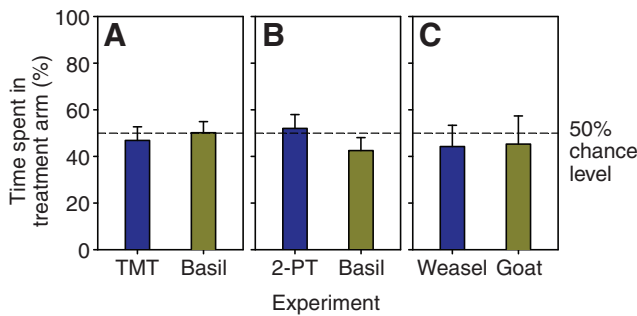 100
80
60
40
20
0
Time spent in
treatment arm (%)
A
B
C
50%
chance
level
TMT Basil
2-PT Basil
Weasel Goat
Experiment